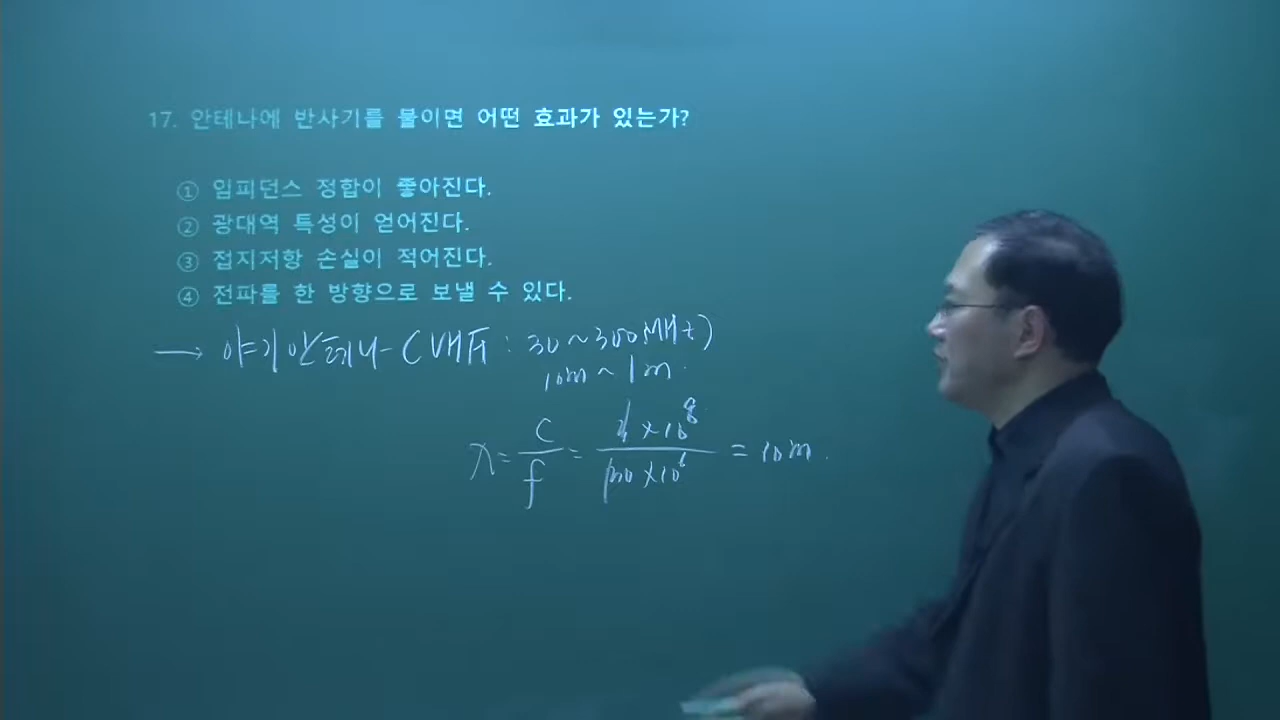 17. 안테나에 반사기를 붙이면 어떤 효과가 있는가?
① 임피던스 정합이 좋아진다.
② 광대역 특성이 얻어진다.
③ 접지저항 손실이 적어진다.
④ 전파를 한 방향으로 보낼 수 있다.
→ 야기안테나 (VHF : 30 ~ 300MHz)
10m ~ 1m
λ = c / f = × 10^8 / × 10^6 = 10m.